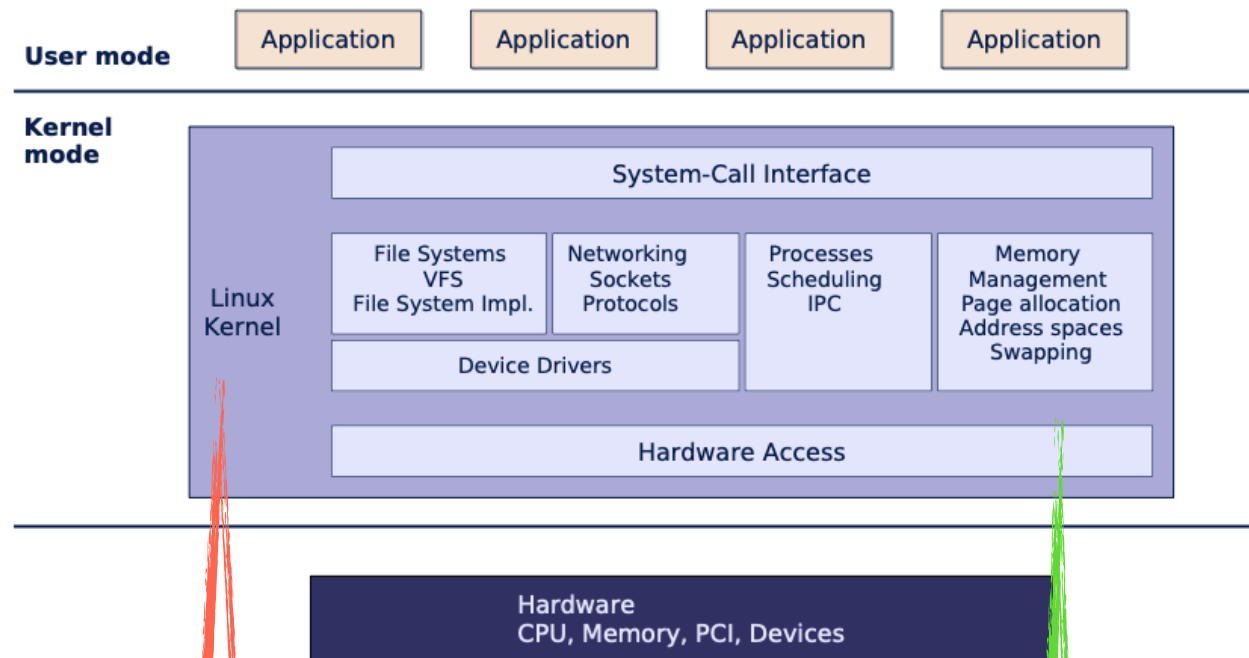 User mode
Application
Application
Application
Application
Kernel
mode
System-Call Interface
Linux
Kernel
File Systems
VFS
File System Impl.
Networking
Sockets
Protocols
Processes
Scheduling
IPC
Memory
Management
Page allocation
Address spaces
Swapping
Device Drivers
Hardware Access
Hardware
CPU, Memory, PCI, Devices